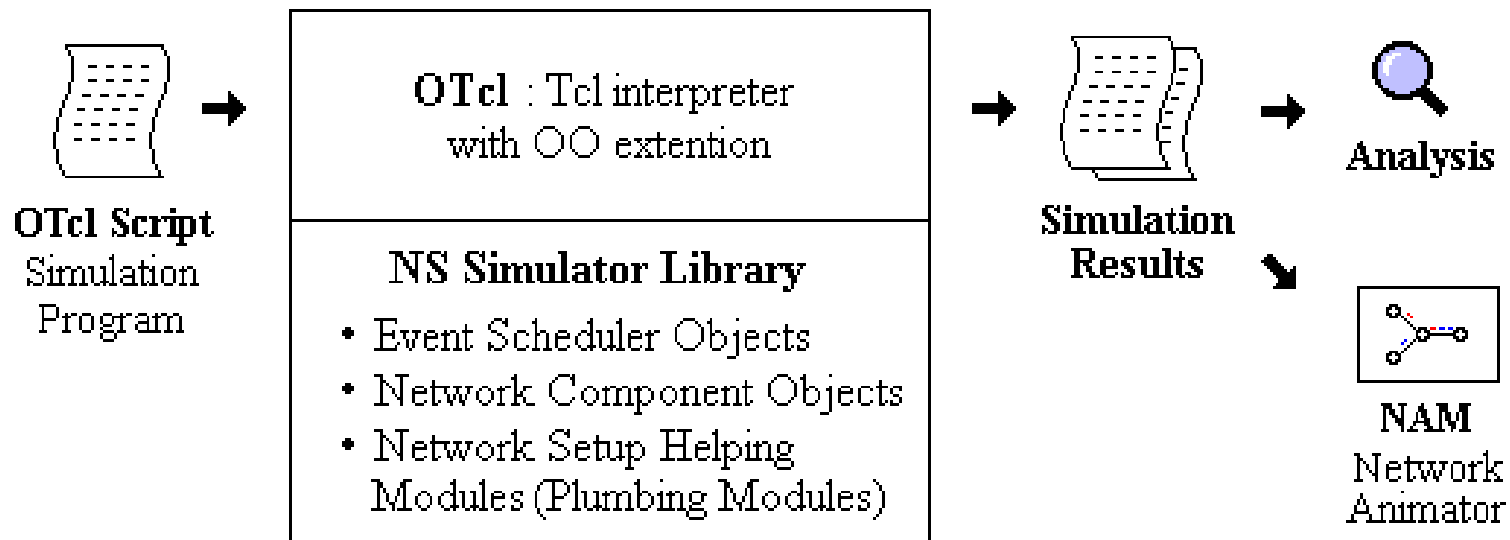 OTcl Script
Simulation
Program
OTcl : Tcl interpreter
with OO extention
NS Simulator Library
• Event Scheduler Objects
• Network Component Objects
• Network Setup Helping
Modules (Plumbing Modules)
Simulation
Results
Analysis
NAM
Network
Animator